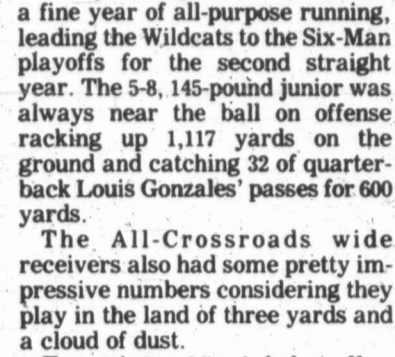 a fine year of all-purpose running,
leading the Wildcats to the Six-Man
playoffs for the second straight
year. The 5-8, 145-pound junior was
always near the ball on offense
racking up 1,117 yards on the
ground and catching 32 of quarter-
back Louis Gonzales' passes for 600
yards.
The All-Crossroads wide
receivers also had some pretty im-
pressive numbers considering they
play in the land of three yards and
a cloud of dust.